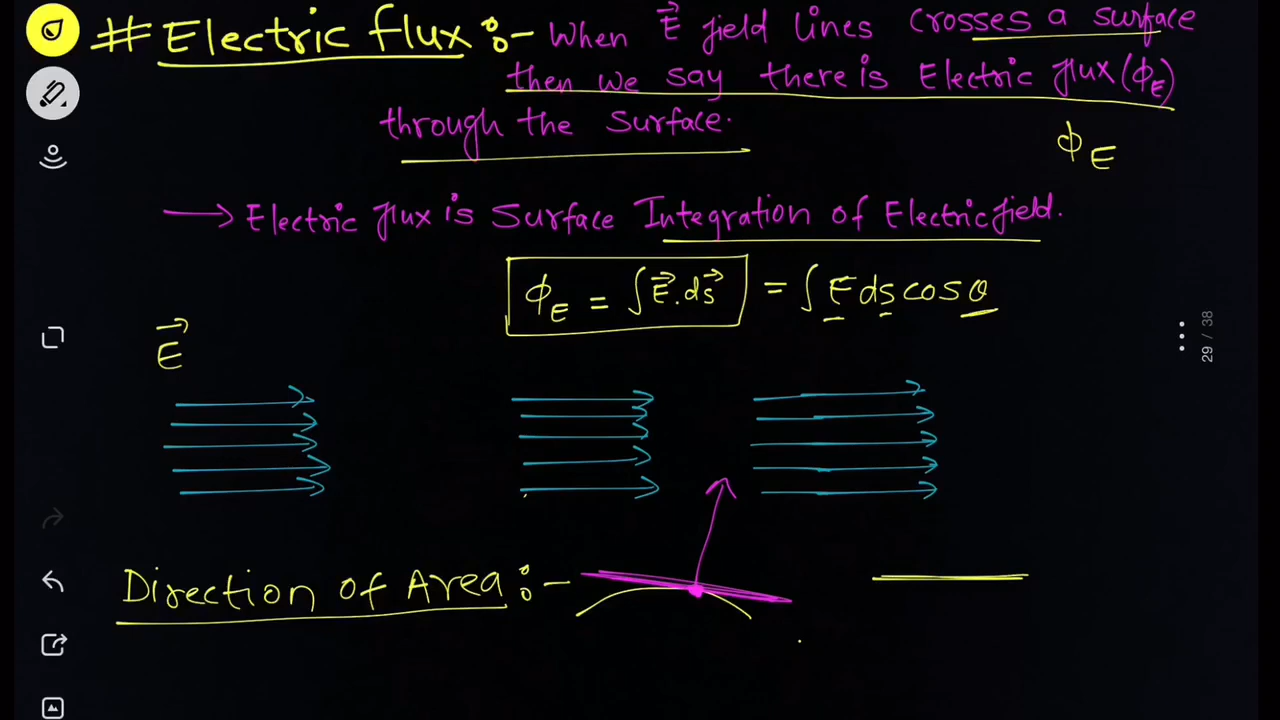 # Electric flux :- When E⃗ field lines crosses a surface
then we say there is Electric flux (ϕE)
through the surface.
ϕE
→ Electric flux is Surface Integration of Electric field.
ϕE = ∫E⃗.ds⃗ = ∫E ds cosθ
E⃗
29 / 38
Direction of Area :-